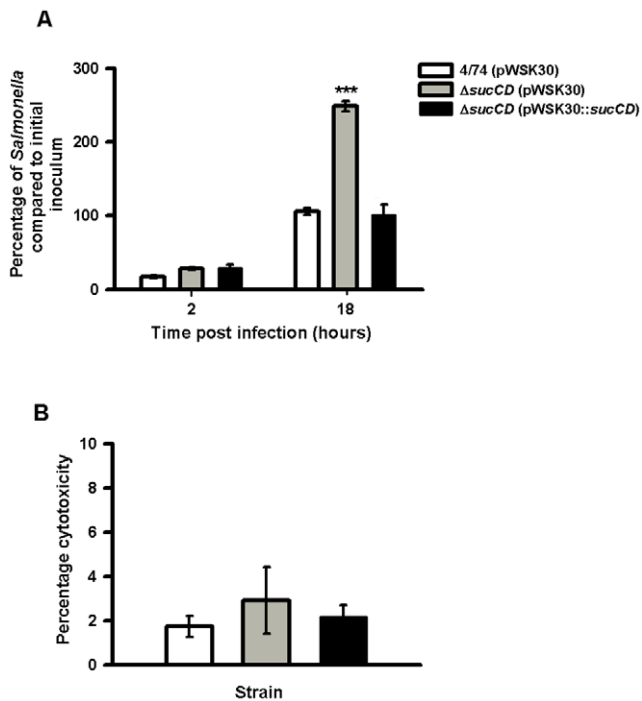 A
300
200
100
0
Percentage of Salmonella
compared to initial
inoculum
***
2
18
Time post infection (hours)
4/74 (pWSK30)
ΔsucCD (pWSK30)
ΔsucCD (pWSK30::sucCD)
B
10
8
6
4
2
0
Percentage cytotoxicity
Strain